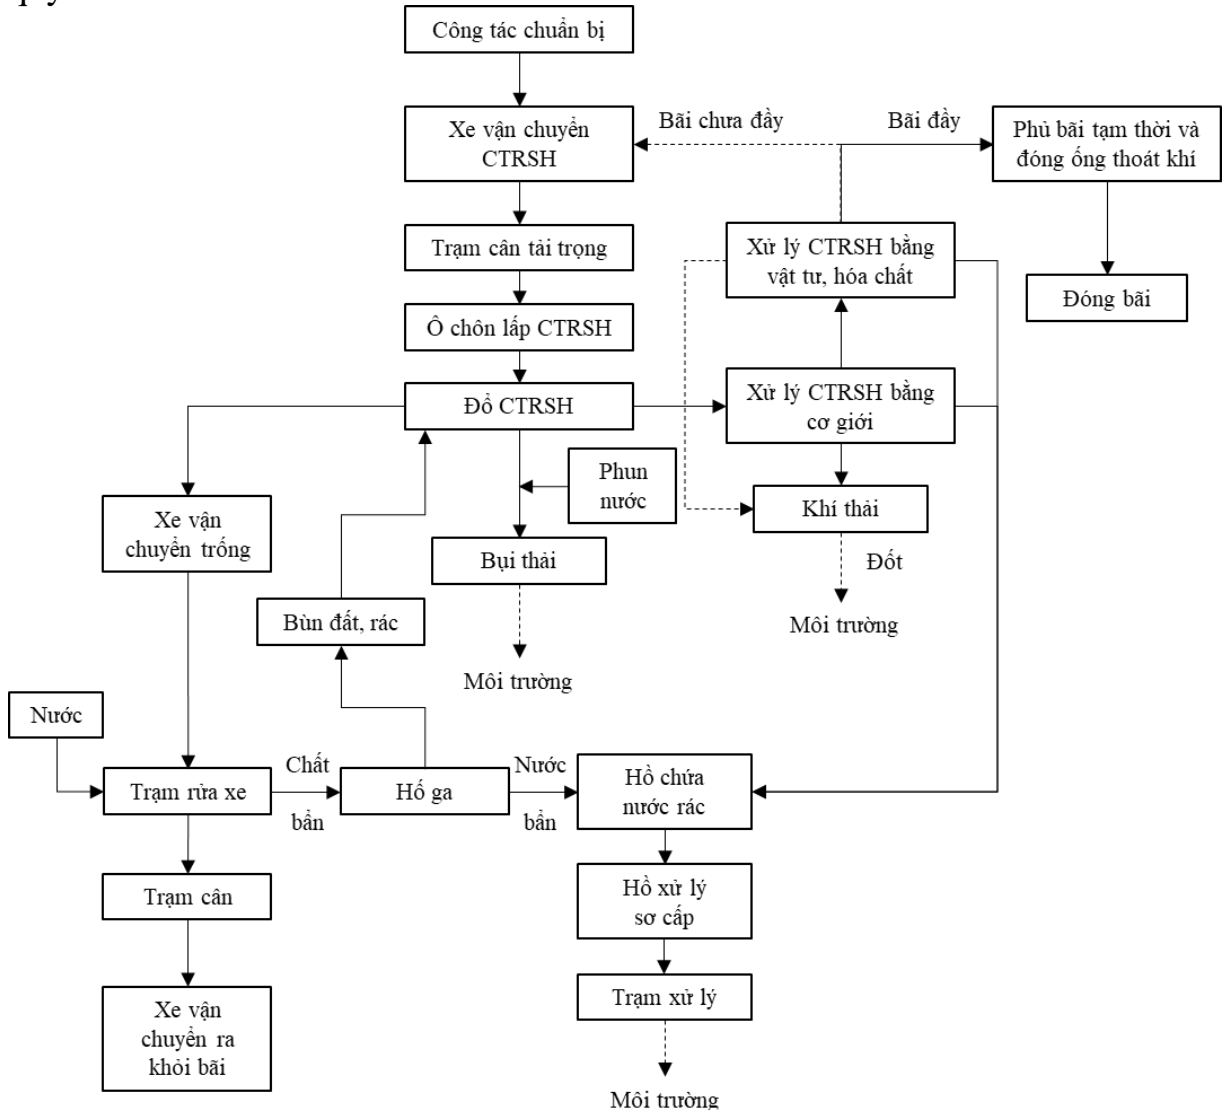 Công tác chuẩn bị
Xe vận chuyển
CTRSH
Bãi chưa đầy
Bãi đầy
Phủ bãi tạm thời và
đóng ống thoát khí
Trạm cân tải trọng
Xử lý CTRSH bằng
vật tư, hóa chất
Đóng bãi
Ô chôn lấp CTRSH
Đổ CTRSH
Xử lý CTRSH bằng
cơ giới
Phun
nước
Khí thải
Xe vận
chuyển trống
Bụi thải
Đốt
Bùn đất, rác
Môi trường
Môi trường
Nước
Trạm rửa xe
Chất
bẩn
Hố ga
Nước
bẩn
Hồ chứa
nước rác
Trạm cân
Hồ xử lý
sơ cấp
Xe vận
chuyển ra
khỏi bãi
Trạm xử lý
Môi trường